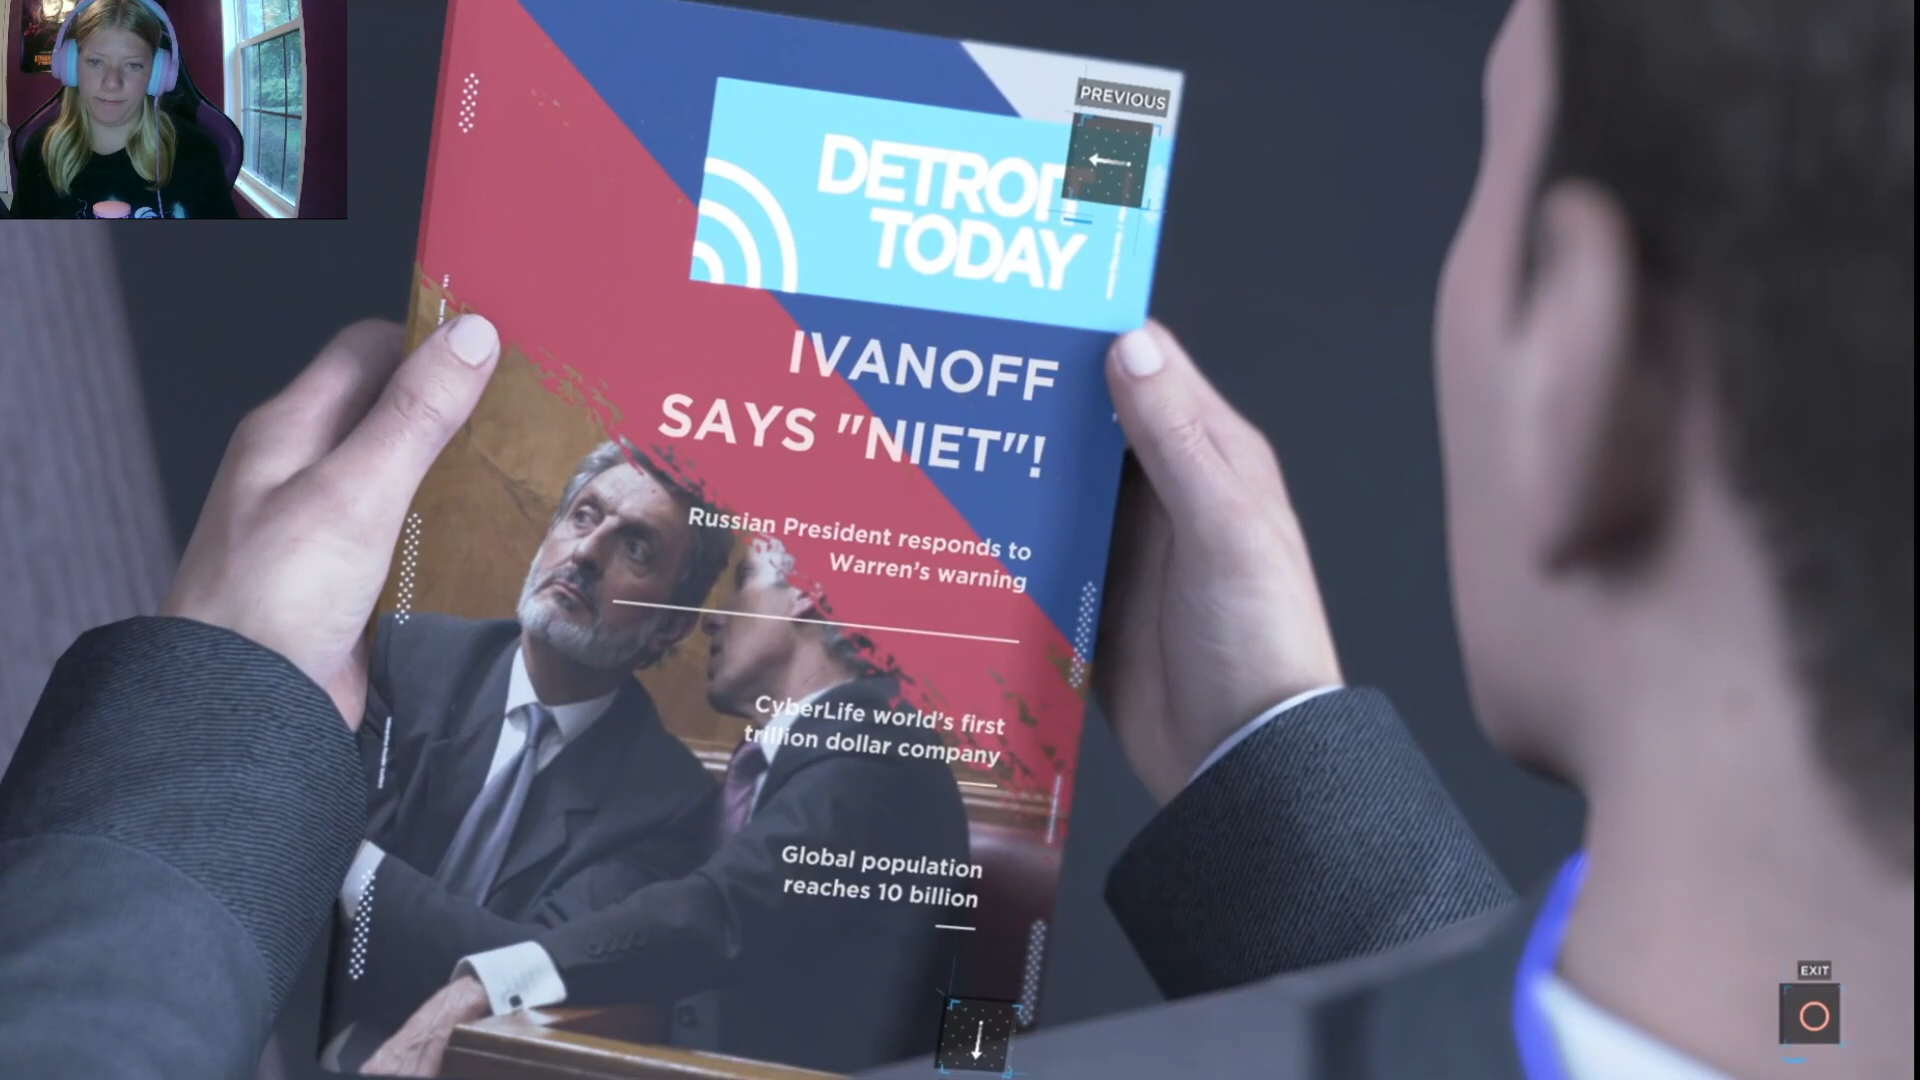 PREVIOUS
DETROIT
TODAY
IVANOFF
SAYS "NIET"!
Russian President responds to
Warren's warning
CyberLife world's first
trillion dollar company
Global population
reaches 10 billion
EXIT